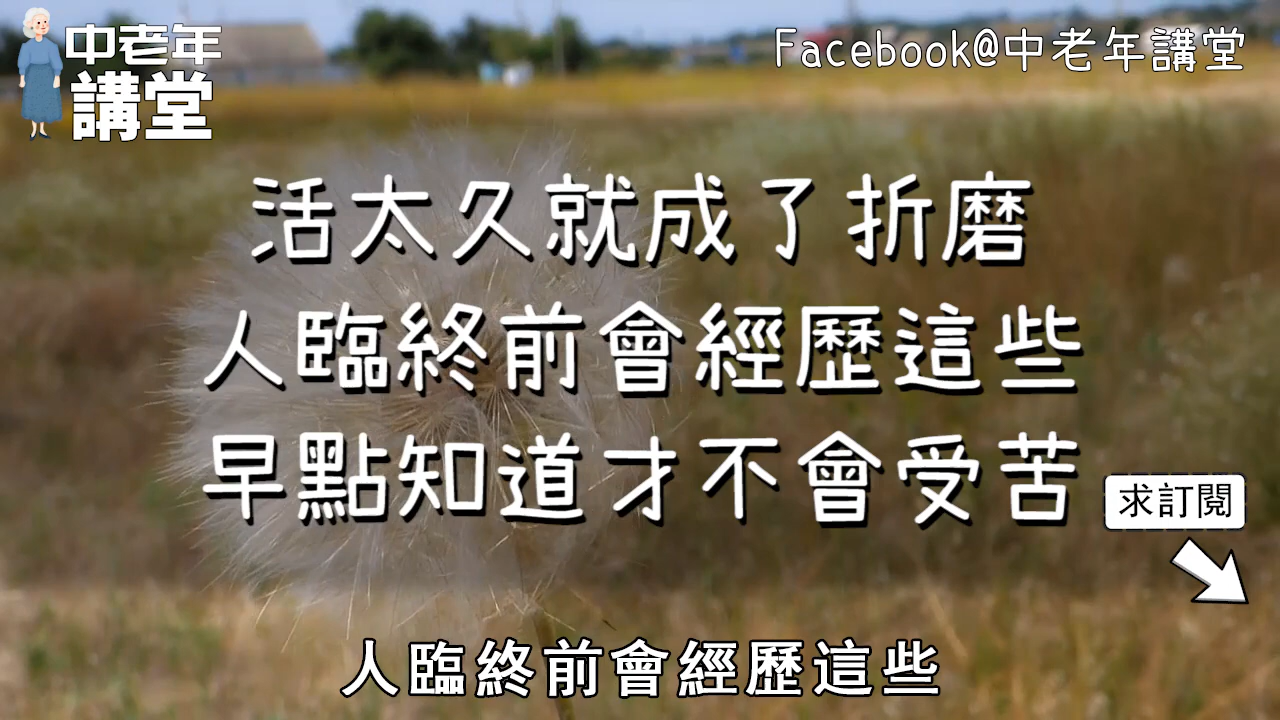 中老年
講堂
Facebook@中老年講堂
活太久就成了折磨
人臨終前會經歷這些
早點知道才不會受苦
求訂閱
人臨終前會經歷這些